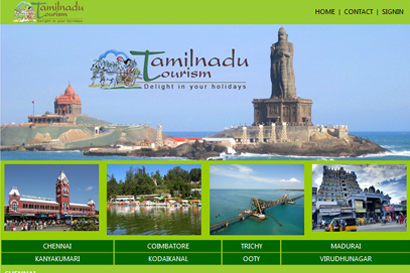 Tamilnadu
tourism
Delight in your holidays
HOME | CONTACT | SIGNIN
Tamilnadu
tourism
Delight in your holidays
CHENNAI COIMBATORE TRICHY MADURAI
KANYAKUMARI KODAIKANAL OOTY VIRUDHUNAGAR
CHENNAI